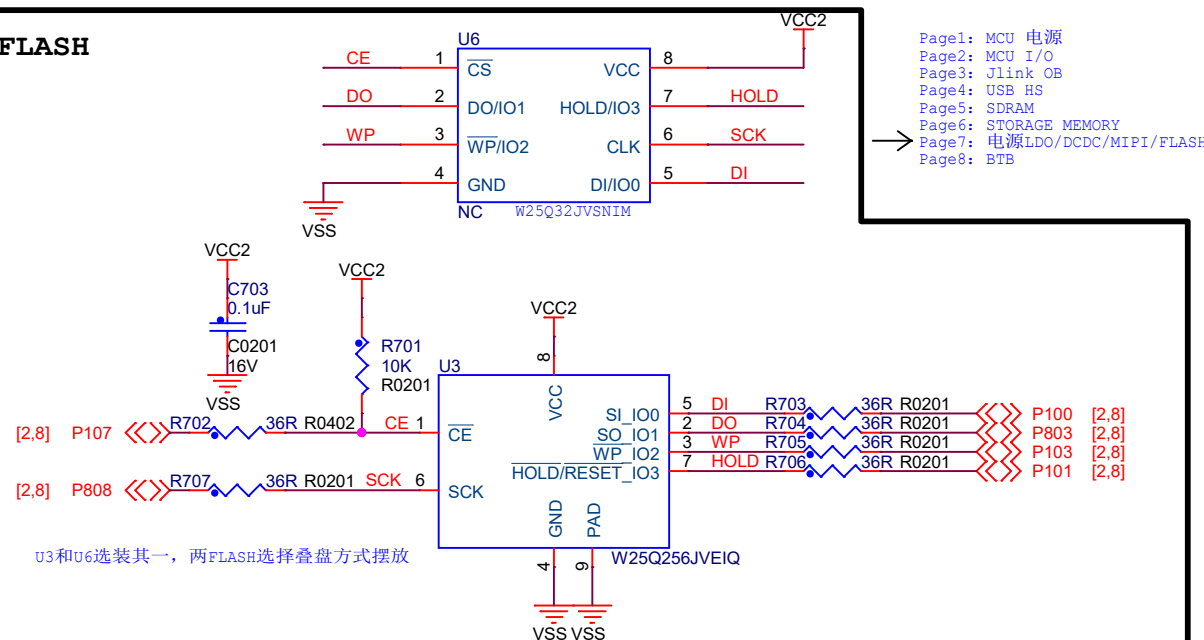 FLASH
U6
VCC2
CE 1 CS VCC 8
DO 2 DO/IO1 HOLD/IO3 7 HOLD
WP 3 WP/IO2 CLK 6 SCK
4 GND DI/IO0 5 DI
VSS
NC W25Q32JVSNIM
Page1: MCU 电源
Page2: MCU I/O
Page3: Jlink OB
Page4: USB HS
Page5: SDRAM
Page6: STORAGE MEMORY
Page7: 电源LDO/DCDC/MIPI/FLASH
Page8: BTB
VCC2
C703
0.1uF
C0201
16V
VSS
VCC2
R701
10K
R0201
VCC2
U3
8
VCC
[2,8] P107 R702 36R R0402 CE 1 CE
[2,8] P808 R707 36R R0201 SCK 6 SCK
SI_IO0 5 DI R703 36R R0201 P100 [2,8]
SO_IO1 2 DO R704 36R R0201 P803 [2,8]
WP_IO2 3 WP R705 36R R0201 P103 [2,8]
HOLD/RESET_IO3 7 HOLD R706 36R R0201 P101 [2,8]
GND PAD
4 9
W25Q256JVEIQ
VSS VSS
U3和U6选装其一，两FLASH选择叠盘方式摆放